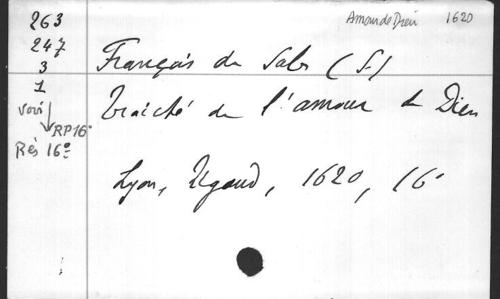 263
247
3
1
voir
RP16°
Rés 16°
Amour de Dieu 1620
François de Sales (S.)
Traicté de l'amour de Dieu
Lyon, Rigaud, 1620, 16°